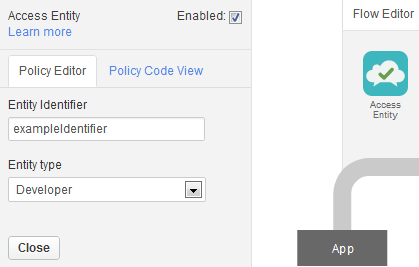 Access Entity Enabled:
Learn more
Policy Editor Policy Code View
Entity Identifier
exampleIdentifier
Entity type
Developer
Close
Flow Editor
Access
Entity
App